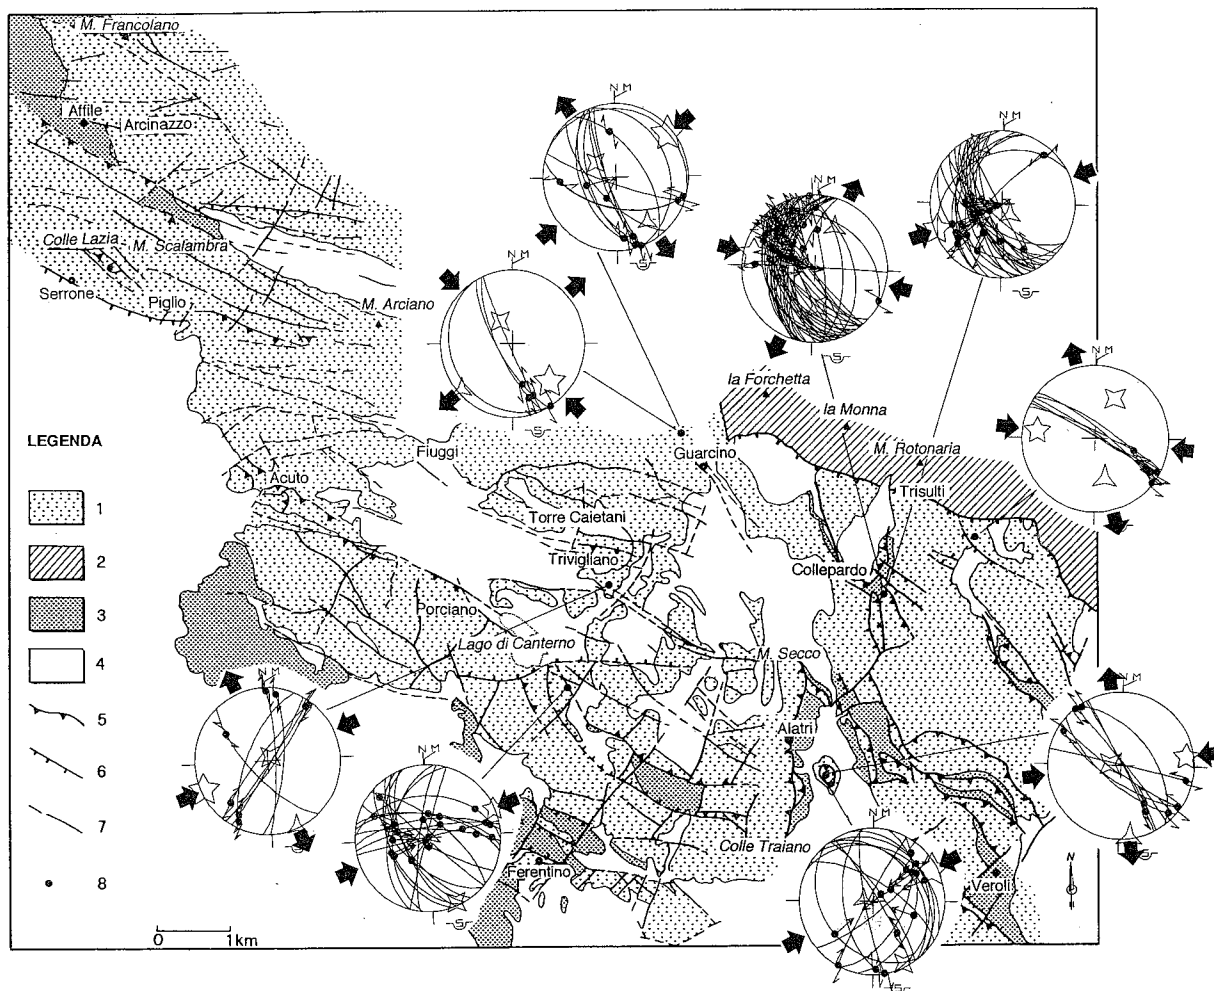 M. Francolano
Affile
Arcinazzo
Colle Lazia
M. Scalambra
Serrone
Piglio
M. Arciano
N M
S
N M
S
N M
S
N M
S
N M
S
la Forchetta
la Monna
M. Rotonaria
LEGENDA
Fiuggi
Guarcino
Acuto
Trisulti
1
Torre Caietani
2
Trivigliano
Collepardo
3
Porciano
4
Lago di Canterno
M. Secco
5
N M
S
N M
S
Alatri
6
7
N M
S
N M
S
Colle Traiano
N
8
Ferentino
Veroli
0 1km